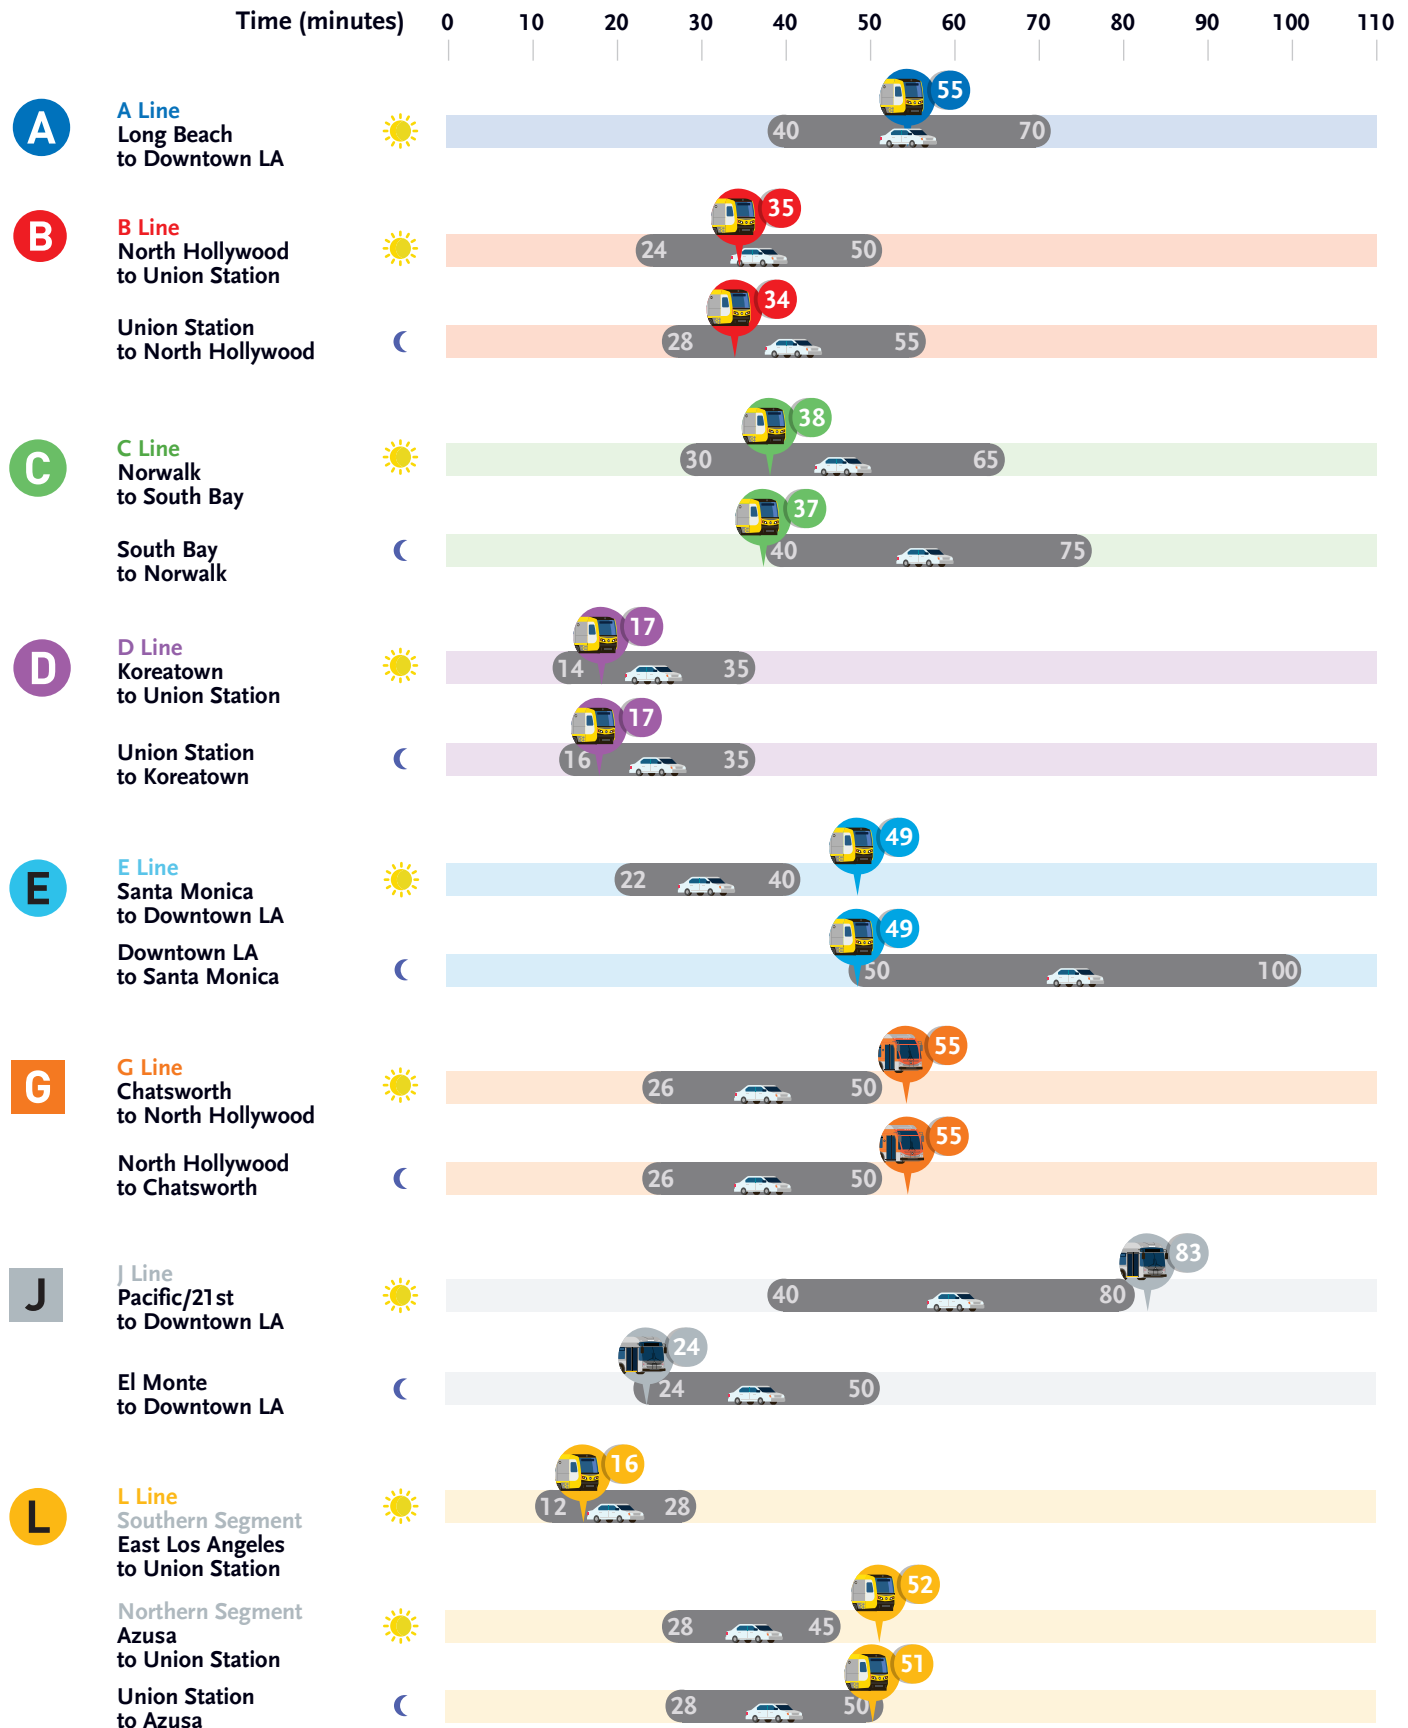 Time (minutes) 0 10 20 30 40 50 60 70 80 90 100 110
55
A
A Line
Long Beach
to Downtown LA
40 70
35
B
B Line
North Hollywood
to Union Station
24 50
34
Union Station
to North Hollywood
28 55
38
C
C Line
Norwalk
to South Bay
30 65
37
South Bay
to Norwalk
40 75
17
D
D Line
Koreatown
to Union Station
14 35
17
Union Station
to Koreatown
16 35
49
E
E Line
Santa Monica
to Downtown LA
22 40
49
Downtown LA
to Santa Monica
50 100
55
G
G Line
Chatsworth
to North Hollywood
26 50
55
North Hollywood
to Chatsworth
26 50
83
J
J Line
Pacific/21st
to Downtown LA
40 80
24
El Monte
to Downtown LA
24 50
16
L
L Line
Southern Segment
East Los Angeles
to Union Station
12 28
52
Northern Segment
Azusa
to Union Station
28 45
51
Union Station
to Azusa
28 50